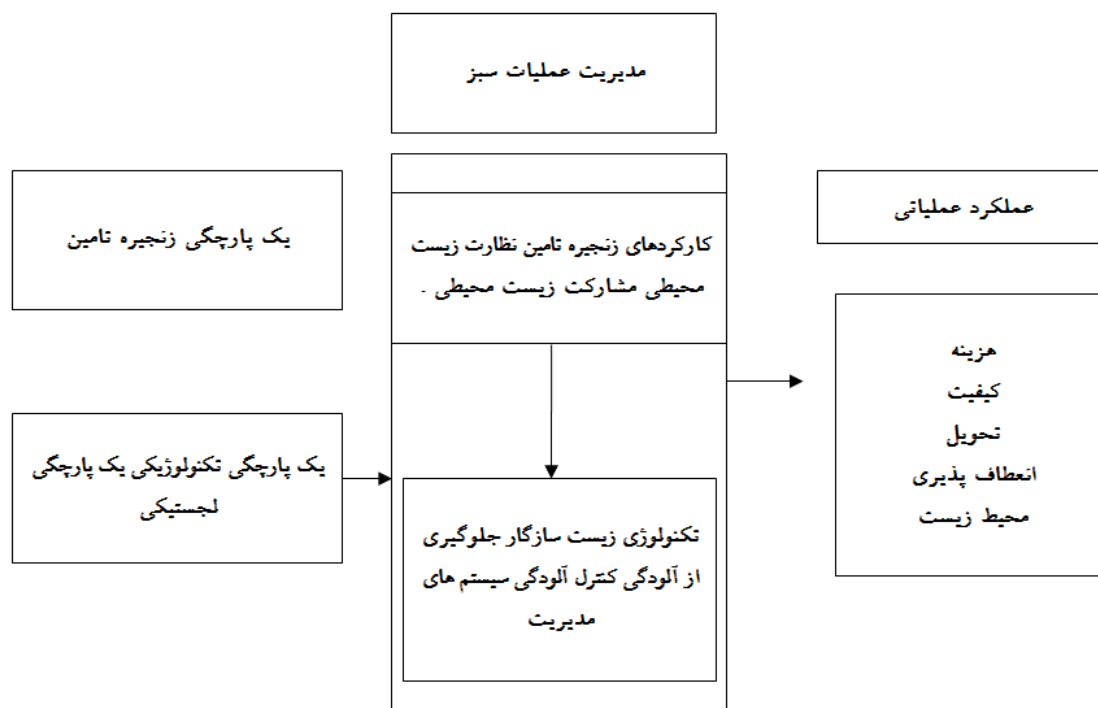 مدیریت عملیات سبز
یک پارچگی زنجیره تامین
کارکردهای زنجیره تامین نظارت زیست
محیطی مشارکت زیست محیطی .
عملکرد عملیاتی
یک پارچگی تکنولوژیکی یک پارچگی
لجستیکی
تکنولوژی زیست سازگار جلوگیری
از آلودگی کنترل آلودگی سیستم های
مدیریت
هزینه
کیفیت
تحویل
انعطاف پذیری
محیط زیست